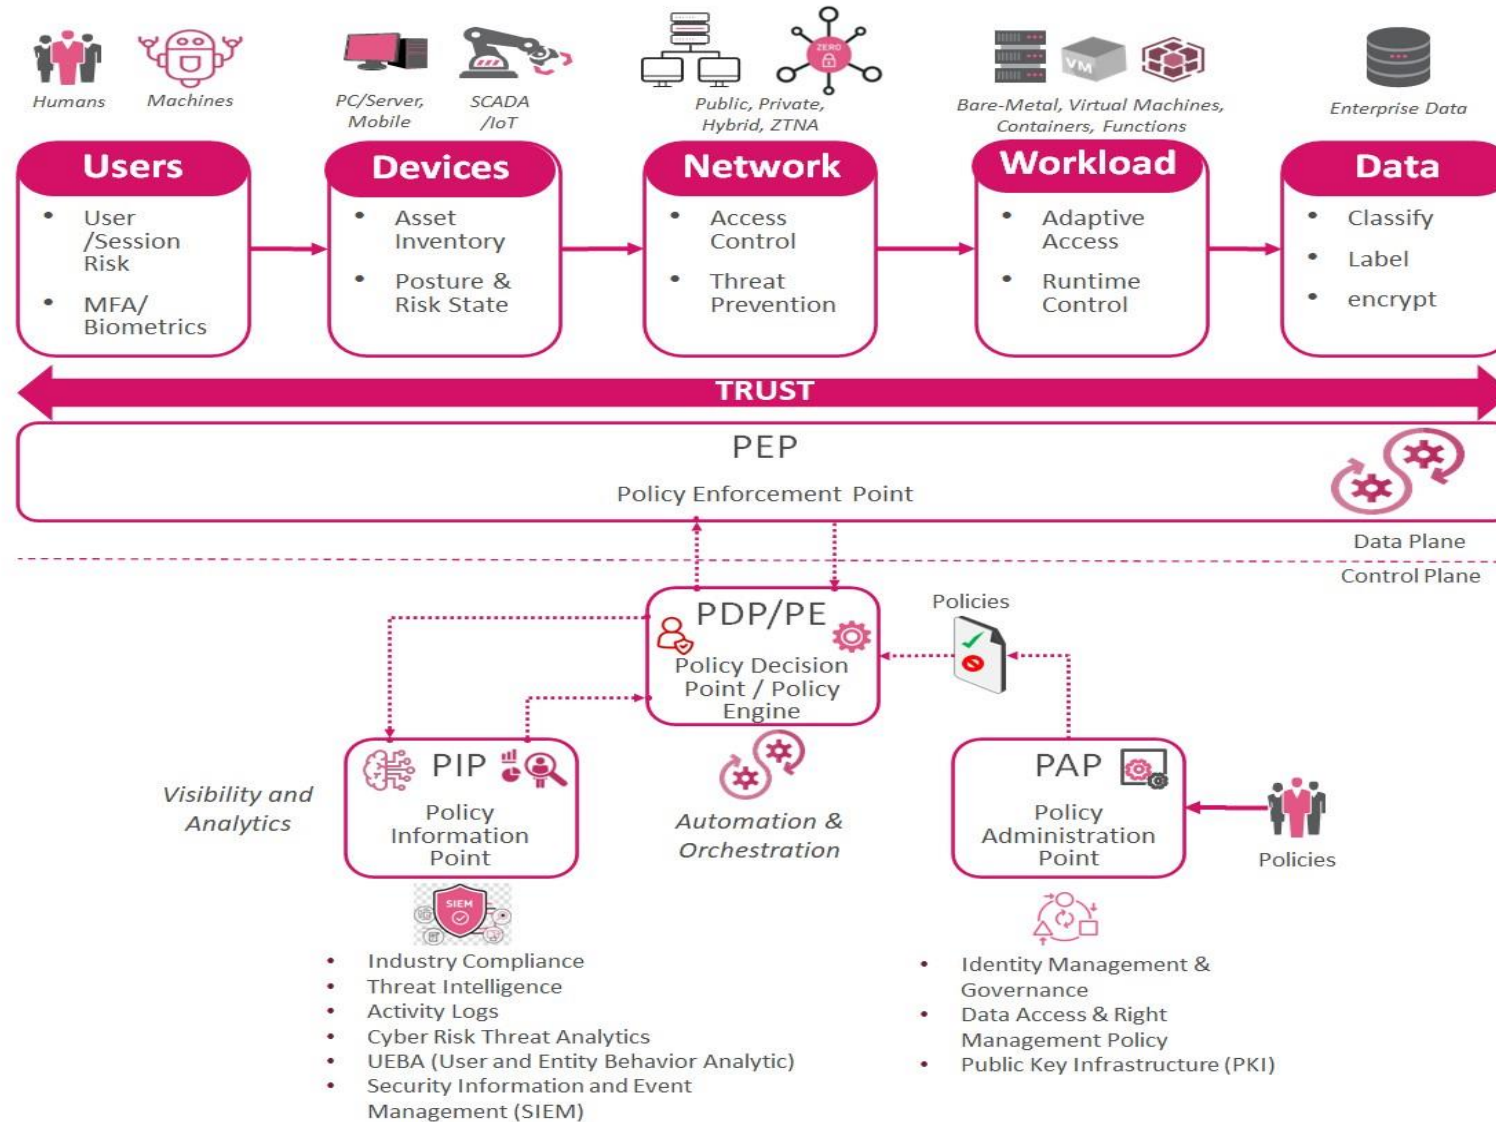 Humans
Machines
PC/Server,
Mobile
SCADA
/IoT
ZERO
Public, Private,
Hybrid, ZTNA
VM
Bare-Metal, Virtual Machines,
Containers, Functions
Enterprise Data
Users
• User
/Session
Risk
• MFA/
Biometrics
Devices
• Asset
Inventory
• Posture &
Risk State
Network
• Access
Control
• Threat
Prevention
Workload
• Adaptive
Access
• Runtime
Control
Data
• Classify
• Label
• encrypt
TRUST
PEP
Policy Enforcement Point
Data Plane
Control Plane
PDP/PE
Policy Decision
Point / Policy
Engine
Policies
PIP
Policy
Information
Point
Visibility and
Analytics
Automation &
Orchestration
PAP
Policy
Administration
Point
Policies
SIEM
• Industry Compliance
• Threat Intelligence
• Activity Logs
• Cyber Risk Threat Analytics
• UEBA (User and Entity Behavior Analytic)
• Security Information and Event
Management (SIEM)
• Identity Management &
Governance
• Data Access & Right
Management Policy
• Public Key Infrastructure (PKI)